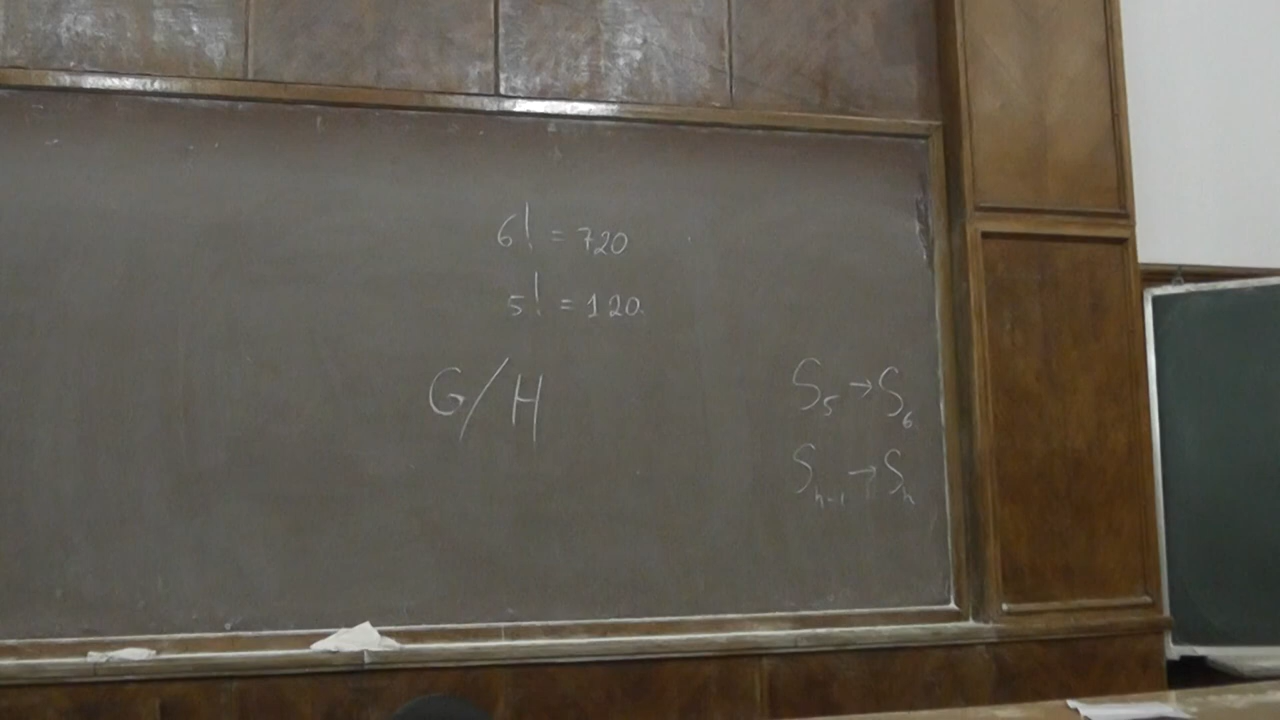 6! = 720
5! = 120
G/H
S₅ → S₆
Sₙ₋₁ → Sₙ